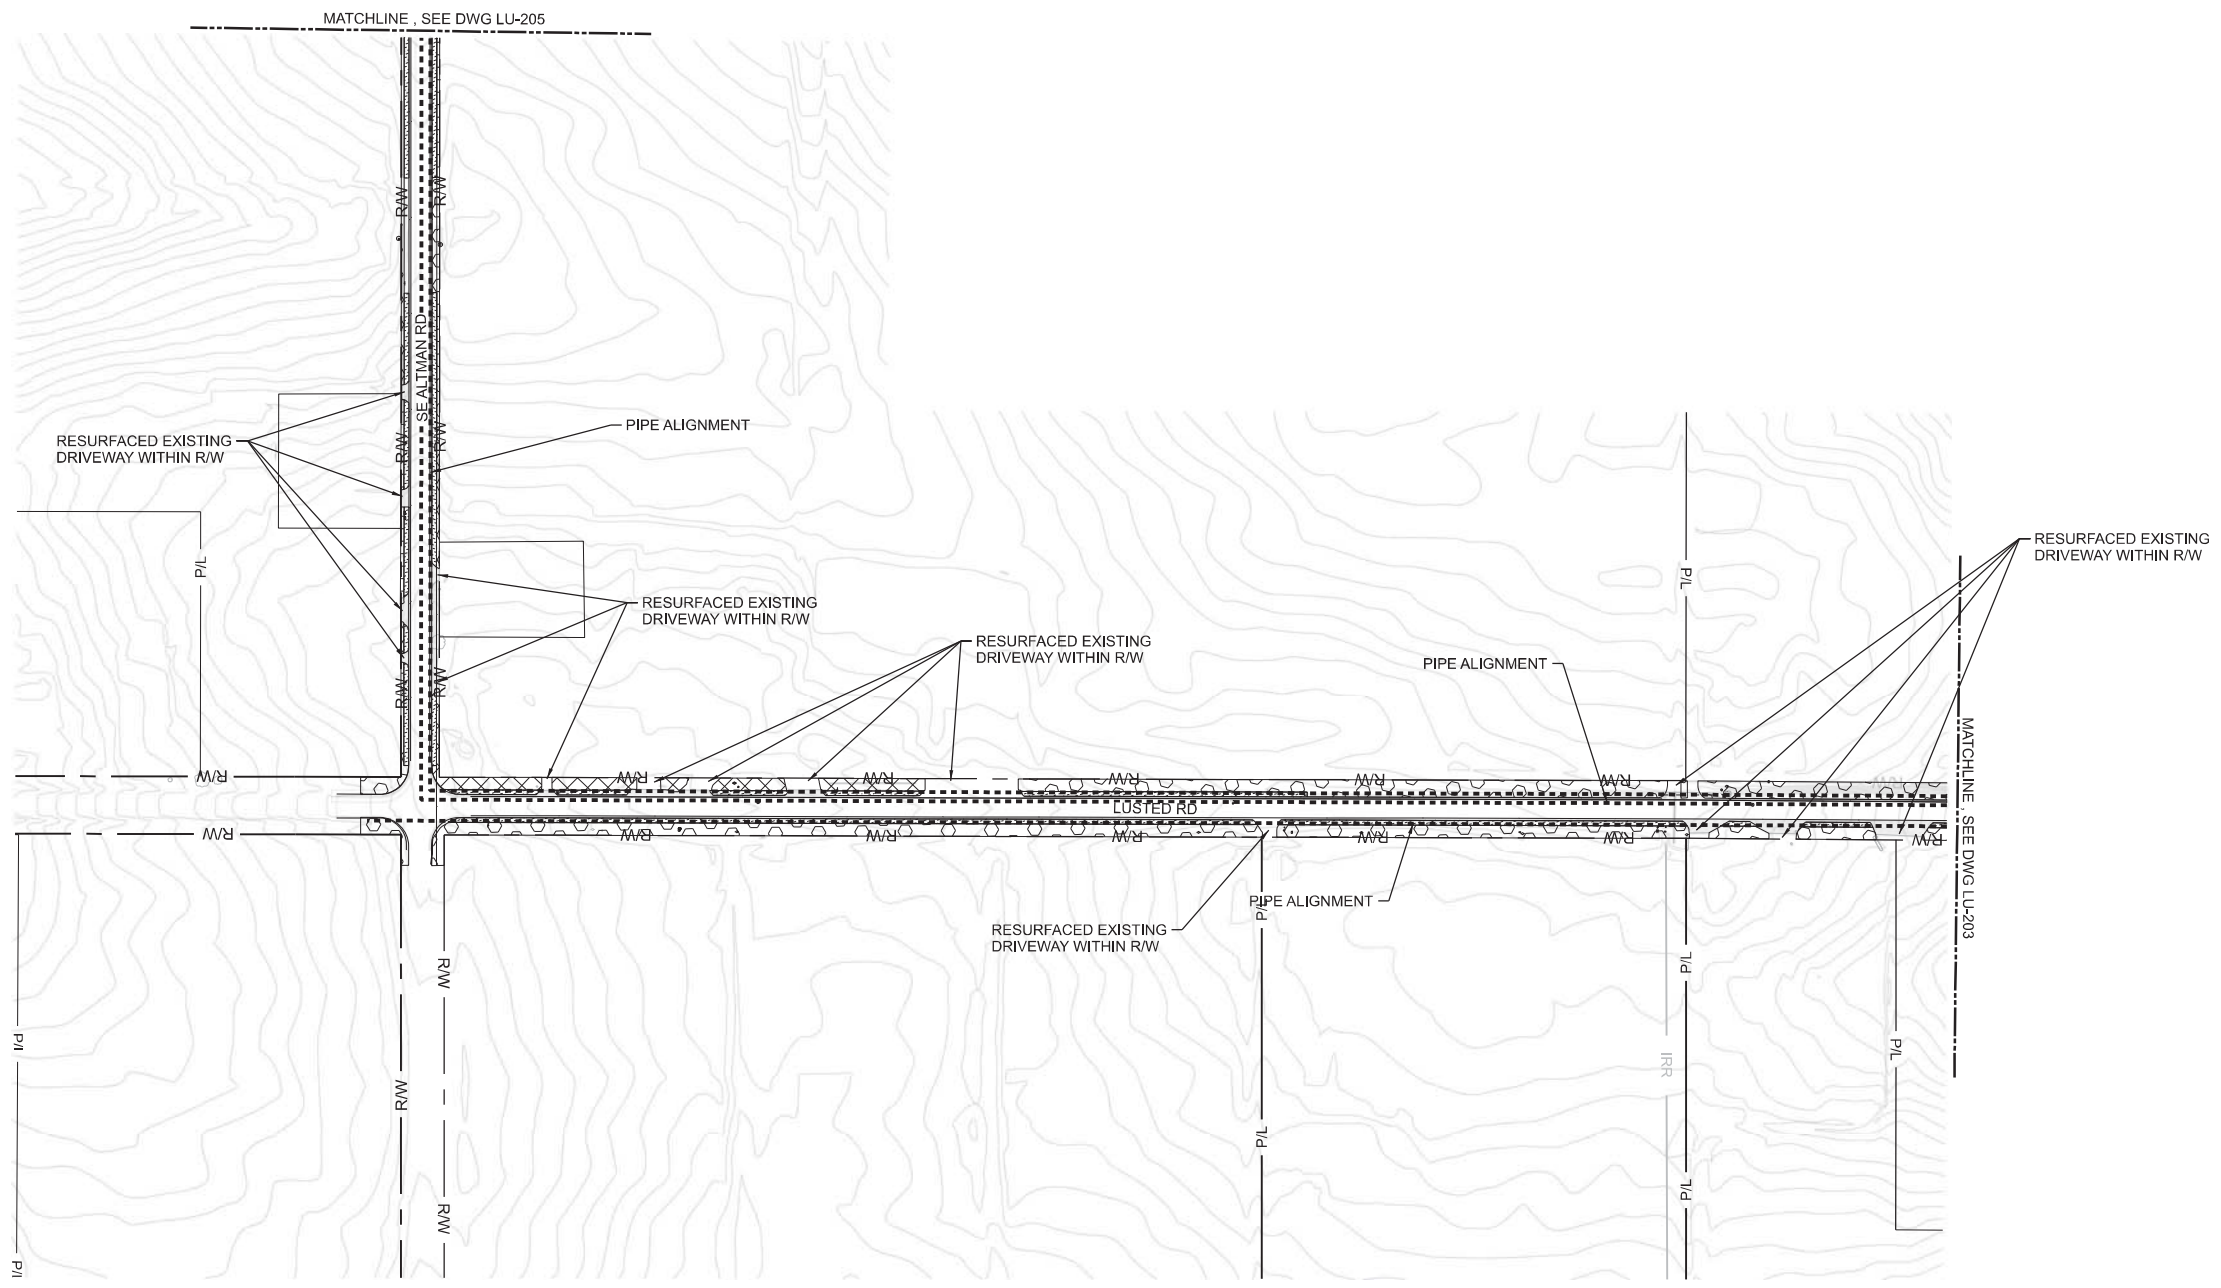 MATCHLINE , SEE DWG LU-205
R/W
R/W
SE ALTMAN RD
PIPE ALIGNMENT
RESURFACED EXISTING
DRIVEWAY WITHIN R/W
R/W
R/W
P/L
RESURFACED EXISTING
DRIVEWAY WITHIN R/W
P/L
RESURFACED EXISTING
DRIVEWAY WITHIN R/W
RESURFACED EXISTING
DRIVEWAY WITHIN R/W
PIPE ALIGNMENT
R/W
R/W
MATCHLINE , SEE DWG LU-203
R/W
R/W
R/W
R/W
R/W
R/W
LUSTED RD
R/W
R/W
R/W
R/W
R/W
R/W
R/W
PIPE ALIGNMENT
P/L
RESURFACED EXISTING
DRIVEWAY WITHIN R/W
R/W
P/L
P/L
P/L
IRR
R/W
P/L
P/L
R/W
P/L